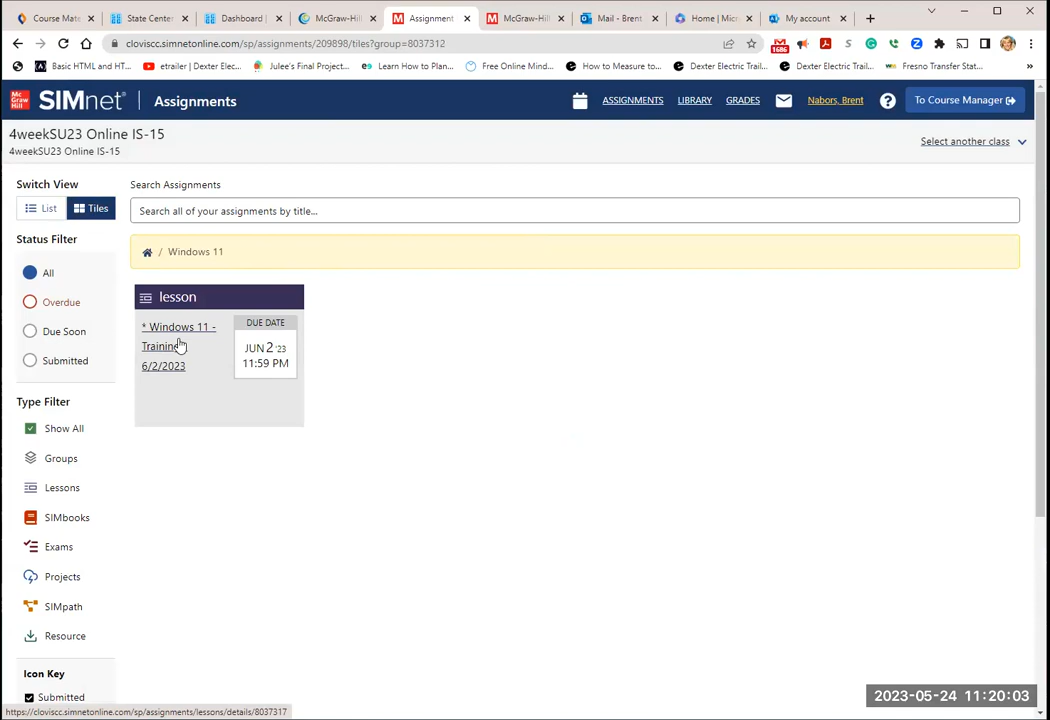 Course Mate
State Center
Dashboard |
McGraw-Hill
Assignment
McGraw-Hill
Mail - Brent
Home | Micr
My account
cloviscc.simnetonline.com/sp/assignments/209898/tiles?group=8037312
1686
Basic HTML and HT...
etrailer | Dexter Elec...
Julee's Final Project...
Learn How to Plan...
Free Online Mind...
How to Measure to...
Dexter Electric Trail...
Dexter Electric Trail...
Fresno Transfer Stat...
»
Mc Graw Hill
SIMnet®
Assignments
ASSIGNMENTS
LIBRARY
GRADES
Nabors, Brent
To Course Manager
4weekSU23 Online IS-15
4weekSU23 Online IS-15
Select another class
Switch View
List
Tiles
Search Assignments
Search all of your assignments by title...
/ Windows 11
Status Filter
All
Overdue
Due Soon
Submitted
lesson
* Windows 11 -
Training
6/2/2023
DUE DATE
JUN 2 '23
11:59 PM
Type Filter
Show All
Groups
Lessons
SIMbooks
Exams
Projects
SIMpath
Resource
Icon Key
Submitted
https://cloviscc.simnetonline.com/sp/assignments/lessons/details/8037317
2023-05-24 11:20:03